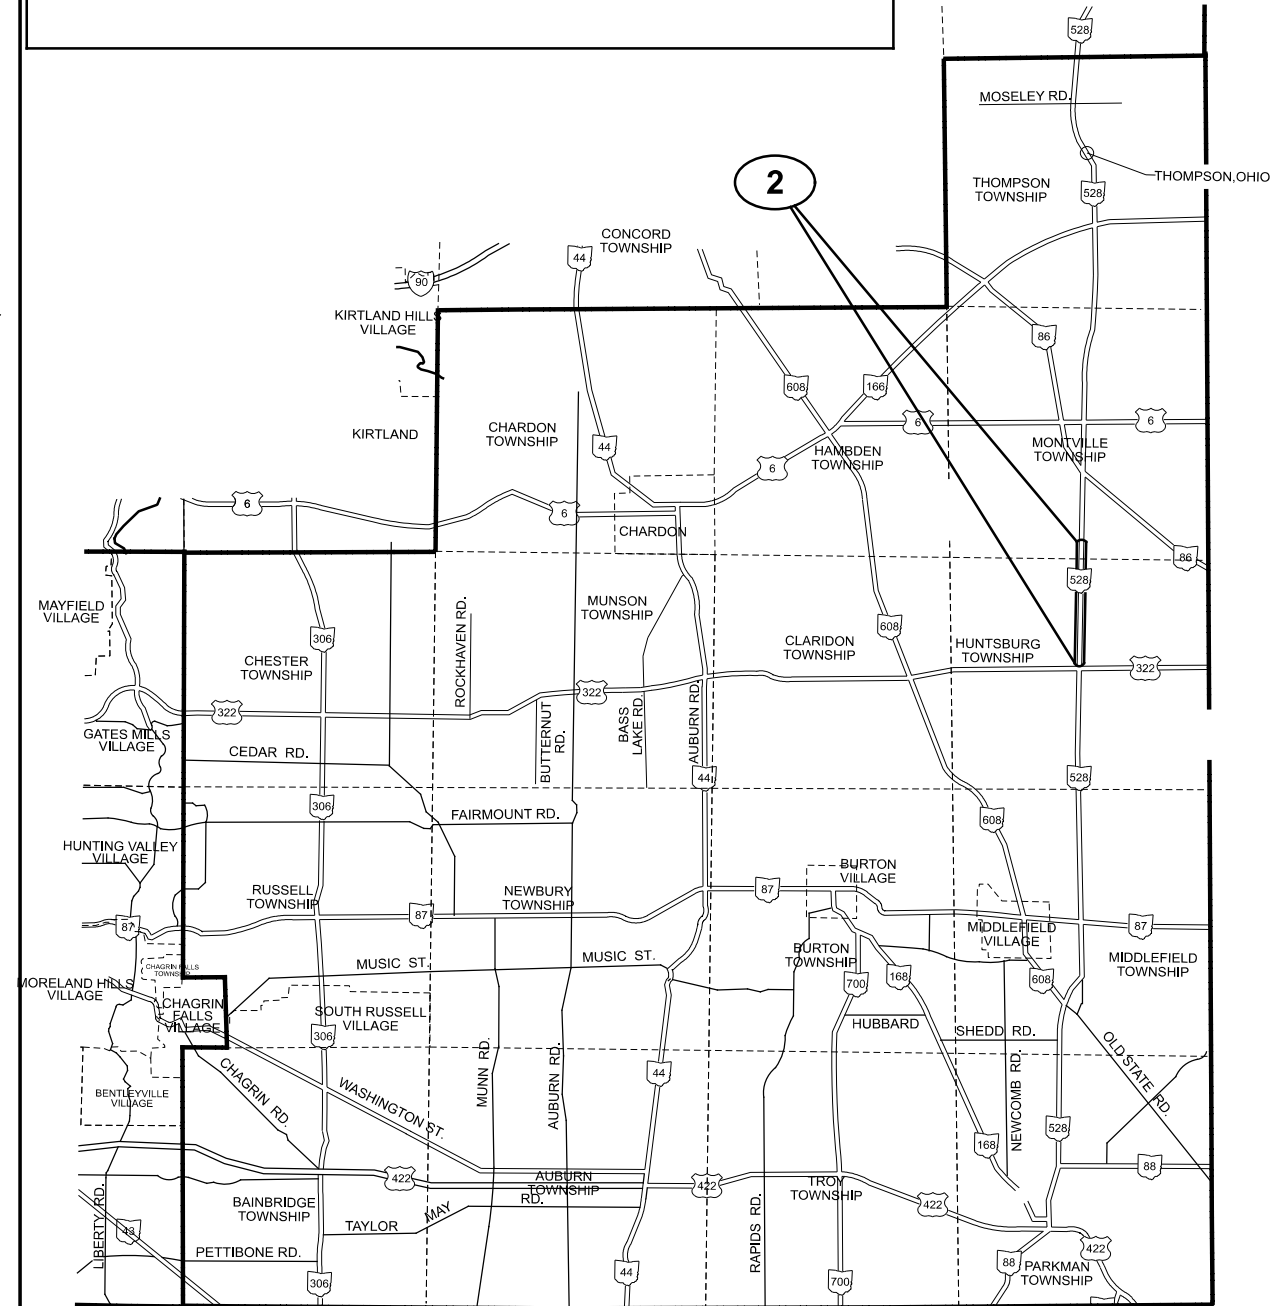 528
MOSELEY RD.
2
THOMPSON,OHIO
THOMPSON
TOWNSHIP
528
CONCORD
TOWNSHIP
44
90
KIRTLAND HILLS
VILLAGE
86
608
166
6
6
KIRTLAND
CHARDON
TOWNSHIP
44
HAMBDEN
TOWNSHIP
MONTVILLE
TOWNSHIP
6
6
6
CHARDON
86
528
MAYFIELD
VILLAGE
MUNSON
TOWNSHIP
306
ROCKHAVEN RD.
608
CLARIDON
TOWNSHIP
HUNTSBURG
TOWNSHIP
CHESTER
TOWNSHIP
322
322
322
BUTTERNUT
RD.
BASS
LAKE RD.
AUBURN RD.
GATES MILLS
VILLAGE
CEDAR RD.
44
528
306
FAIRMOUNT RD.
608
HUNTING VALLEY
VILLAGE
BURTON
VILLAGE
RUSSELL
TOWNSHIP
NEWBURY
TOWNSHIP
87
87
87
87
MIDDLEFIELD
VILLAGE
BURTON
TOWNSHIP
MIDDLEFIELD
TOWNSHIP
CHAGRIN FALLS
TOWNSHIP
MUSIC ST.
MUSIC ST.
168
608
700
MORELAND HILLS
VILLAGE
CHAGRIN
FALLS
VILLAGE
SOUTH RUSSELL
VILLAGE
306
HUBBARD
SHEDD RD.
OLD STATE RD.
44
MUNN RD.
AUBURN RD.
NEWCOMB RD.
BENTLEYVILLE
VILLAGE
CHAGRIN RD.
WASHINGTON ST.
528
168
88
422
AUBURN
TOWNSHIP
422
TROY
TOWNSHIP
422
BAINBRIDGE
TOWNSHIP
TAYLOR MAY RD.
LIBERTY RD.
43
RAPIDS RD.
PETTIBONE RD.
422
88
PARKMAN
TOWNSHIP
306
44
700